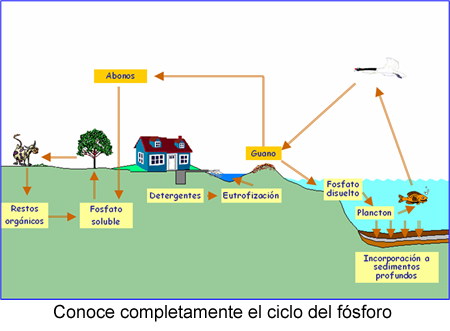 Abonos
Guano
Fosfato
disuelto
Restos
orgánicos
Fosfato
soluble
Detergentes
Eutrofización
Plancton
Incorporación a
sedimentos
profundos
Conoce completamente el ciclo del fósforo